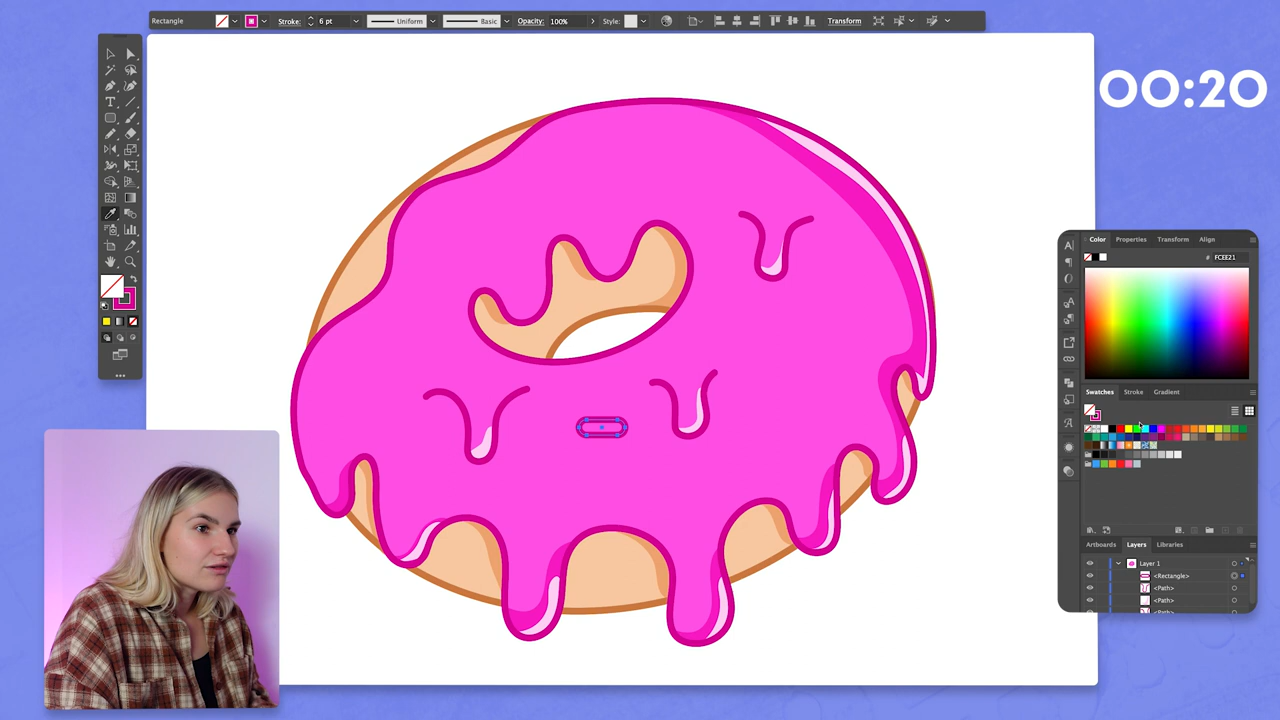 Rectangle Stroke: 6 pt Uniform Basic Opacity: 100% Style: Transform
00:20
Color Properties Transform Align
# FCEE21
Swatches Stroke Gradient
Artboards Layers Libraries
Layer 1
<Rectangle>
<Path>
<Path>